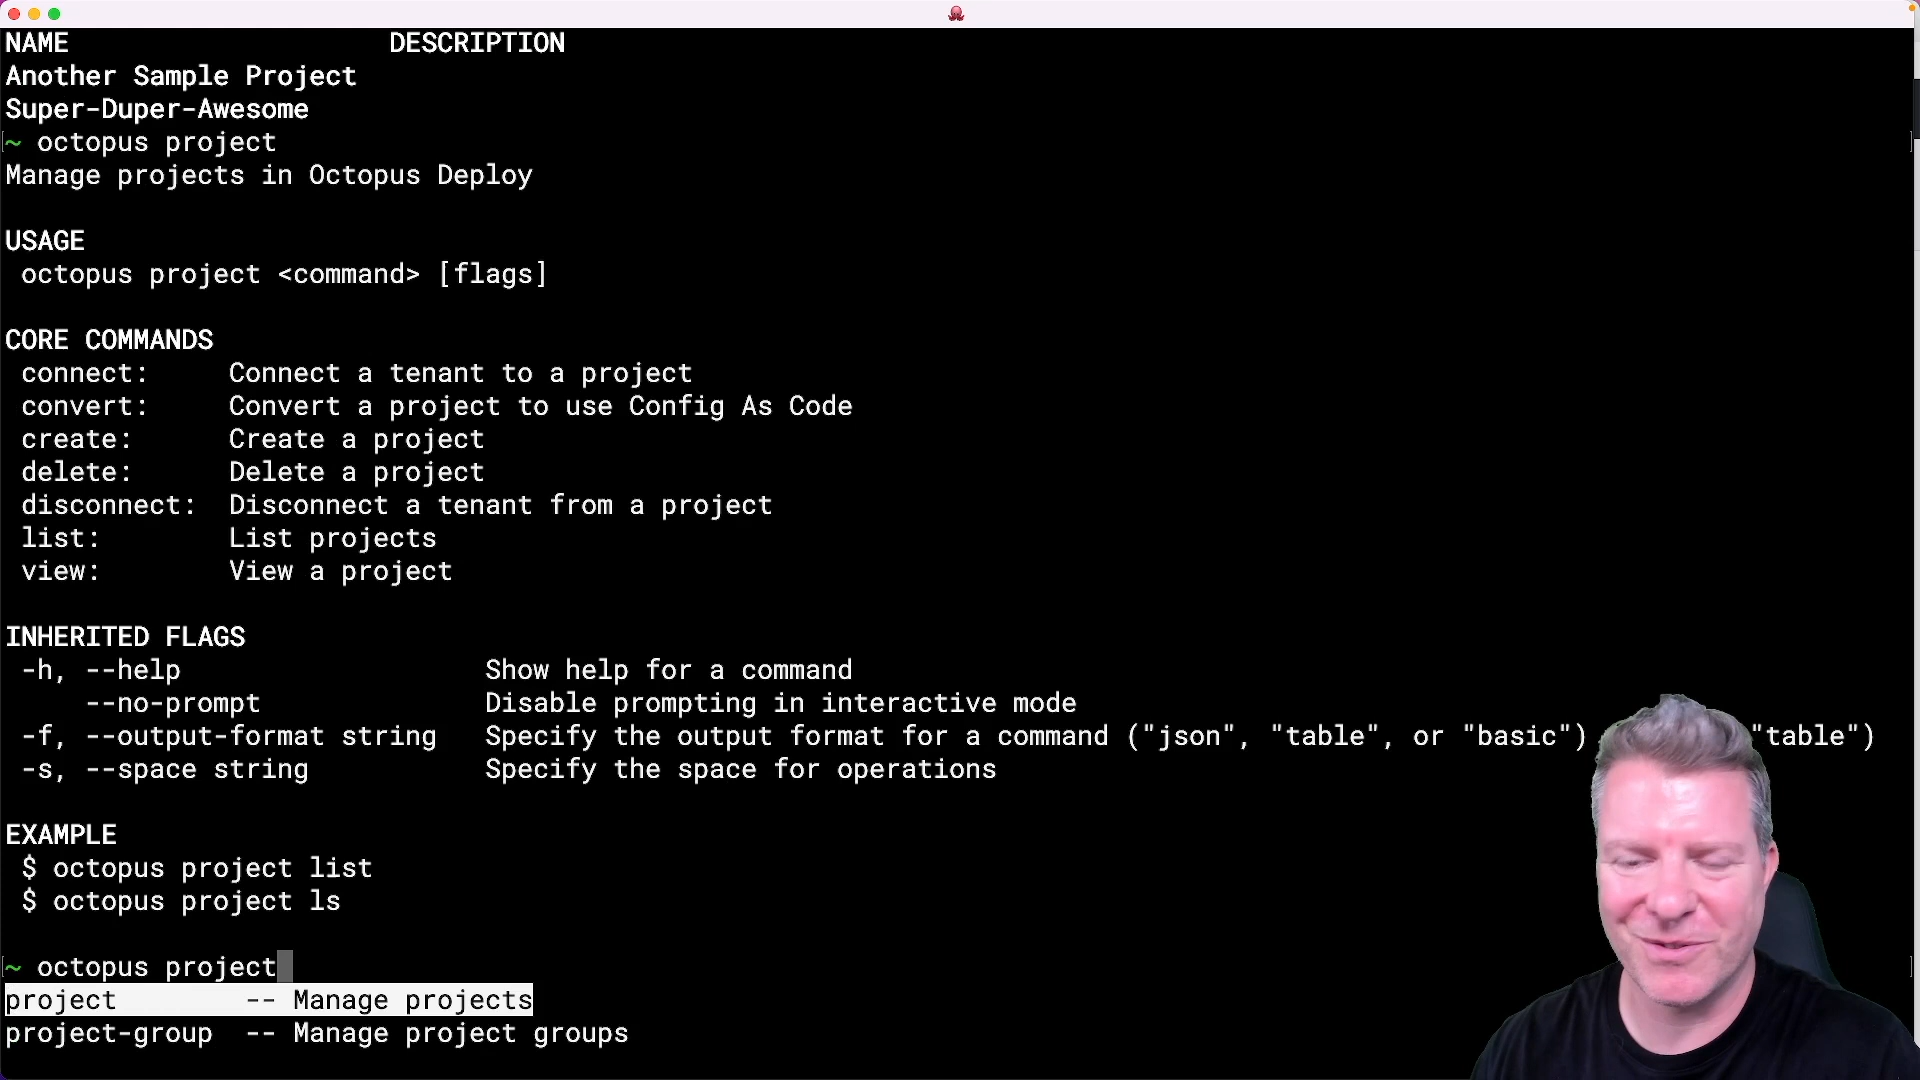 NAME DESCRIPTION
Another Sample Project
Super-Duper-Awesome
~ octopus project
Manage projects in Octopus Deploy
USAGE
octopus project <command> [flags]
CORE COMMANDS
connect: Connect a tenant to a project
convert: Convert a project to use Config As Code
create: Create a project
delete: Delete a project
disconnect: Disconnect a tenant from a project
list: List projects
view: View a project
INHERITED FLAGS
-h, --help Show help for a command
--no-prompt Disable prompting in interactive mode
-f, --output-format string Specify the output format for a command ("json", "table", or "basic") "table")
-s, --space string Specify the space for operations
EXAMPLE
$ octopus project list
$ octopus project ls
~ octopus project
project -- Manage projects
project-group -- Manage project groups